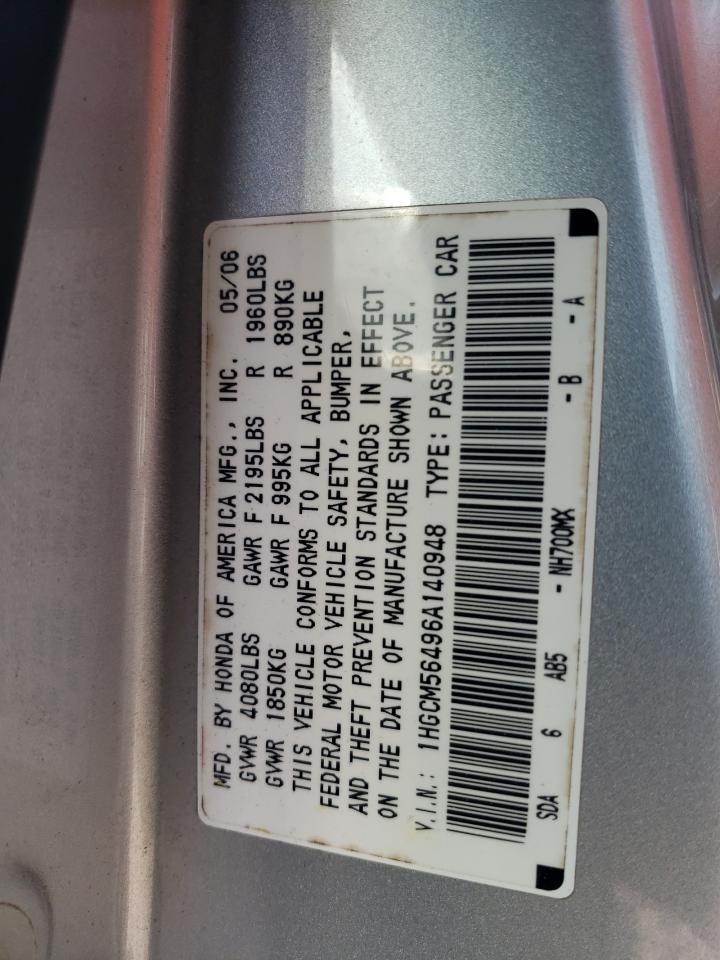 MFD. BY HONDA OF AMERICA MFG., INC. 05/06
GVWR 4080LBS GAWR F 2195LBS R 1960LBS
GVWR 1850KG GAWR F 995KG R 890KG
THIS VEHICLE CONFORMS TO ALL APPLICABLE
FEDERAL MOTOR VEHICLE SAFETY, BUMPER,
AND THEFT PREVENTION STANDARDS IN EFFECT
ON THE DATE OF MANUFACTURE SHOWN ABOVE.
V.I.N.: 1HGCM56496A140948 TYPE: PASSENGER CAR
SDA 6 AB5 - NH700MX - B - A